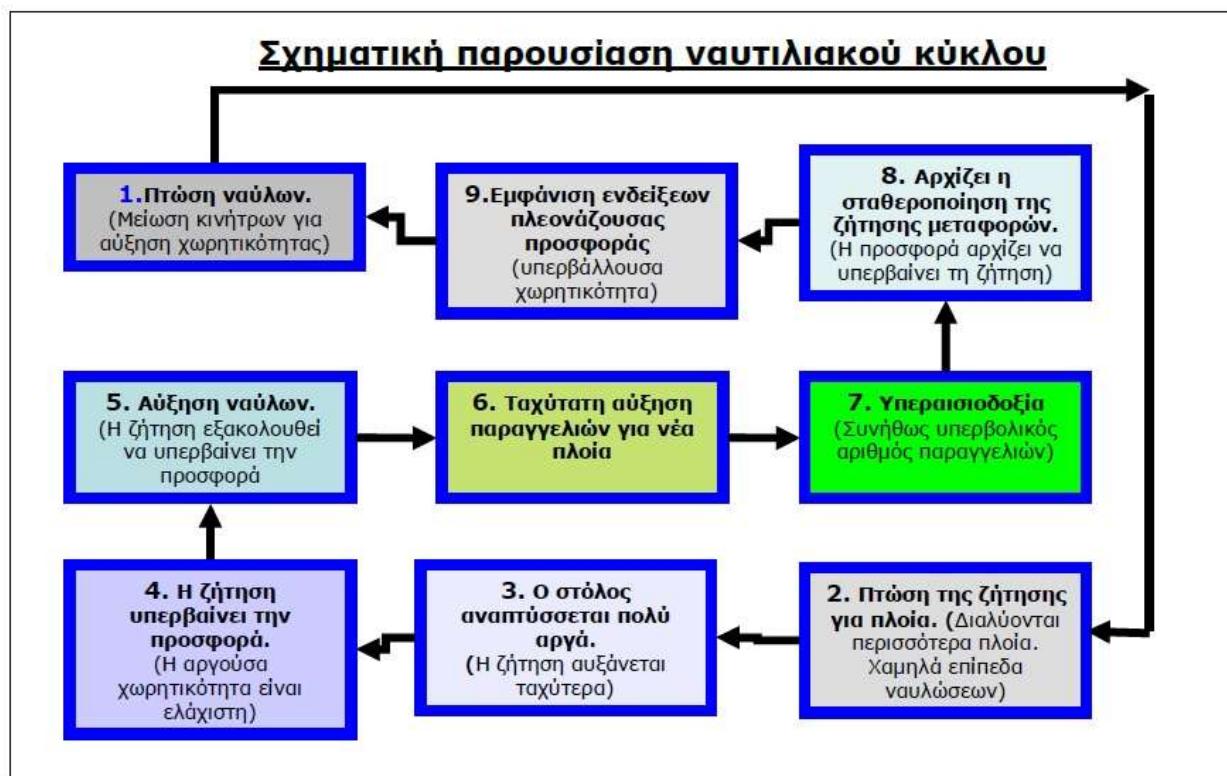 Σχηματική παρουσίαση ναυτιλιακού κύκλου
1.Πτώση ναύλων.
(Μείωση κινήτρων για
αύξηση χωρητικότητας)
9.Εμφάνιση ενδείξεων
πλεονάζουσας
προσφοράς
(υπερβάλλουσα
χωρητικότητα)
8. Αρχίζει η
σταθεροποίηση της
ζήτησης μεταφορών.
(Η προσφορά αρχίζει να
υπερβαίνει τη ζήτηση)
5. Αύξηση ναύλων.
(Η ζήτηση εξακολουθεί
να υπερβαίνει την
προσφορά
6. Ταχύτατη αύξηση
παραγγελιών για νέα
πλοία
7. Υπεραισιοδοξία
(Συνήθως υπερβολικός
αριθμός παραγγελιών)
4. Η ζήτηση
υπερβαίνει την
προσφορά.
(Η αργούσα
χωρητικότητα είναι
ελάχιστη)
3. Ο στόλος
αναπτύσσεται πολύ
αργά.
(Η ζήτηση αυξάνεται
ταχύτερα)
2. Πτώση της ζήτησης
για πλοία. (Διαλύονται
περισσότερα πλοία.
Χαμηλά επίπεδα
ναυλώσεων)